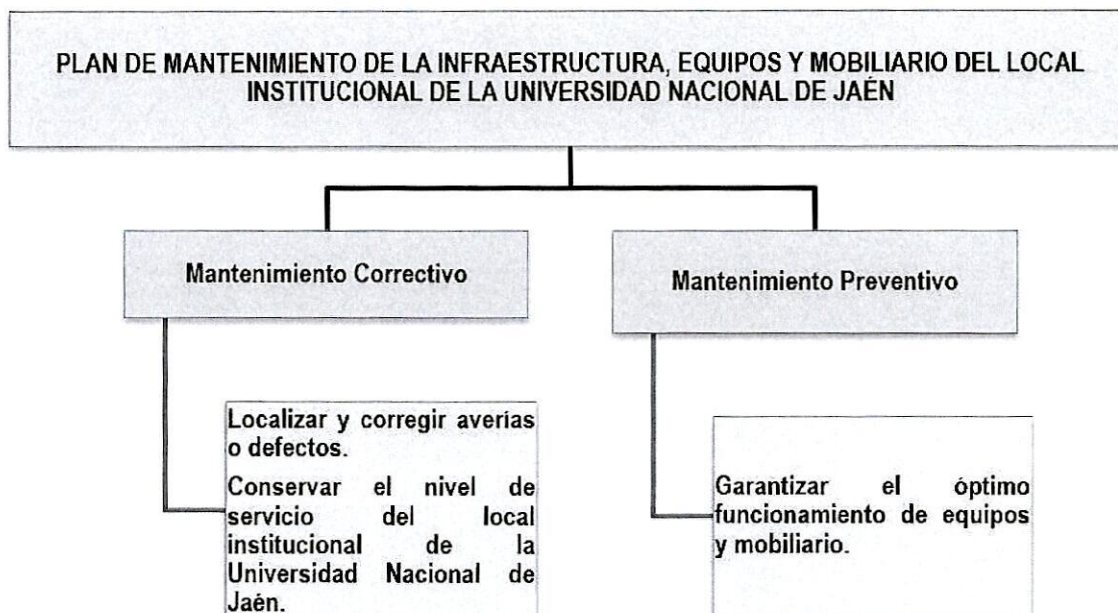 PLAN DE MANTENIMIENTO DE LA INFRAESTRUCTURA, EQUIPOS Y MOBILIARIO DEL LOCAL
INSTITUCIONAL DE LA UNIVERSIDAD NACIONAL DE JAÉN
Mantenimiento Correctivo
Localizar y corregir averías
o defectos.
Conservar el nivel de
servicio del local
institucional de la
Universidad Nacional de
Jaén.
Mantenimiento Preventivo
Garantizar el óptimo
funcionamiento de equipos
y mobiliario.